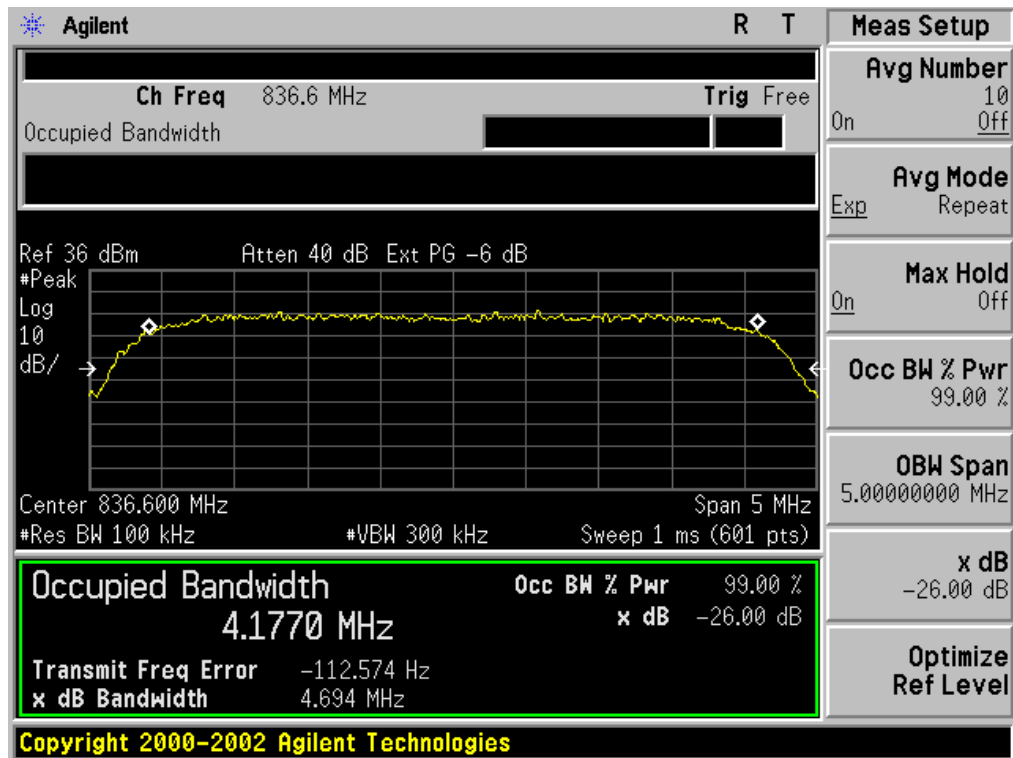 Agilent R T
Ch Freq 836.6 MHz Trig Free
Occupied Bandwidth
Ref 36 dBm Atten 40 dB Ext PG -6 dB
#Peak
Log
10
dB/
Center 836.600 MHz Span 5 MHz
#Res BW 100 kHz #VBW 300 kHz Sweep 1 ms (601 pts)
Occupied Bandwidth Occ BW % Pwr 99.00 %
4.1770 MHz x dB -26.00 dB
Transmit Freq Error -112.574 Hz
x dB Bandwidth 4.694 MHz
Meas Setup
Avg Number
10
On Off
Avg Mode
Exp Repeat
Max Hold
On Off
Occ BW % Pwr
99.00 %
OBW Span
5.00000000 MHz
x dB
-26.00 dB
Optimize
Ref Level
Copyright 2000-2002 Agilent Technologies